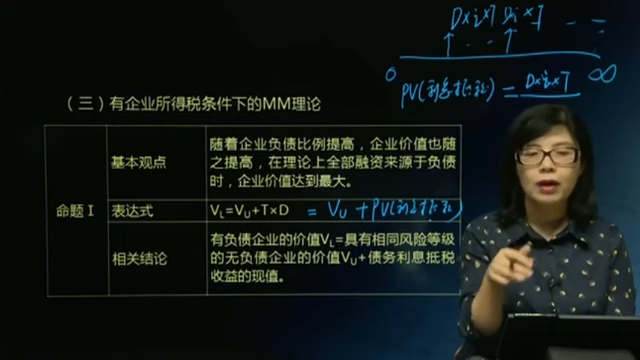 D×i×T D×i×T ...
0 ∞
PV(利息抵税) = D×i×T
（三）有企业所得税条件下的MM理论
命题Ⅰ
基本观点
随着企业负债比例提高，企业价值也随
之提高，在理论上全部融资来源于负债
时，企业价值达到最大。
表达式
V_L=V_U+T×D = V_U + PV(利息抵税)
相关结论
有负债企业的价值V_L=具有相同风险等级
的无负债企业的价值V_U+债务利息抵税
收益的现值。